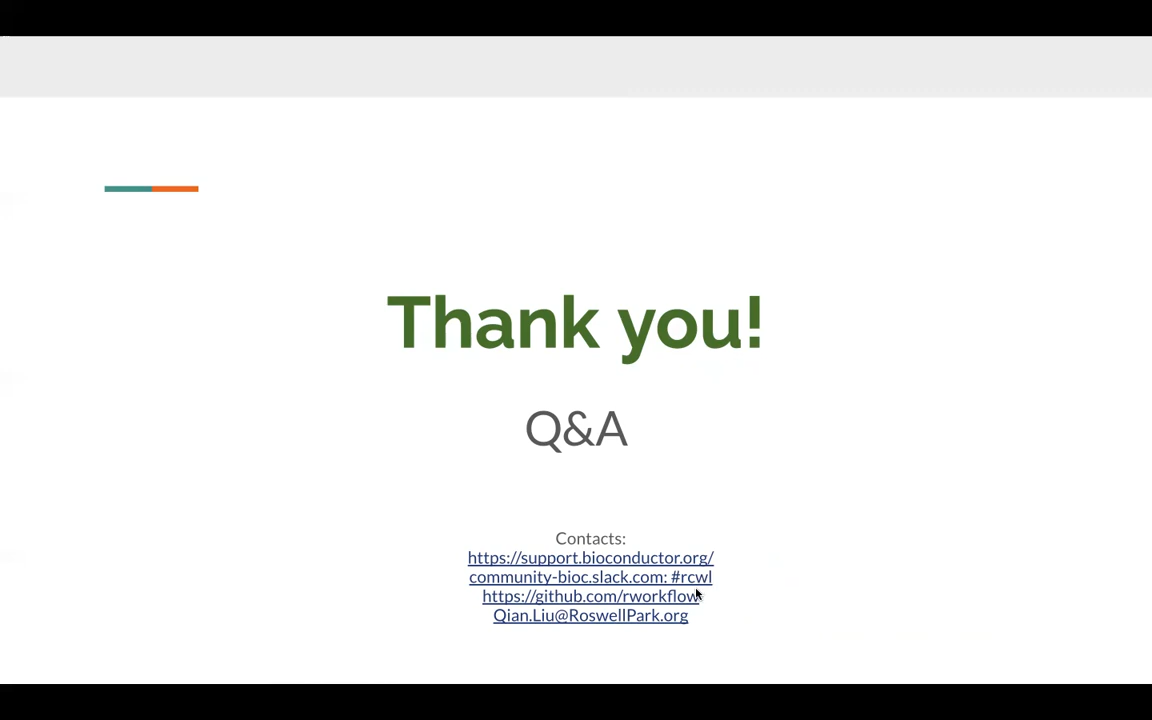 Thank you!
Q&A
Contacts:
https://support.bioconductor.org/
community-bioc.slack.com: #rcwl
https://github.com/rworkflow
Qian.Liu@RoswellPark.org